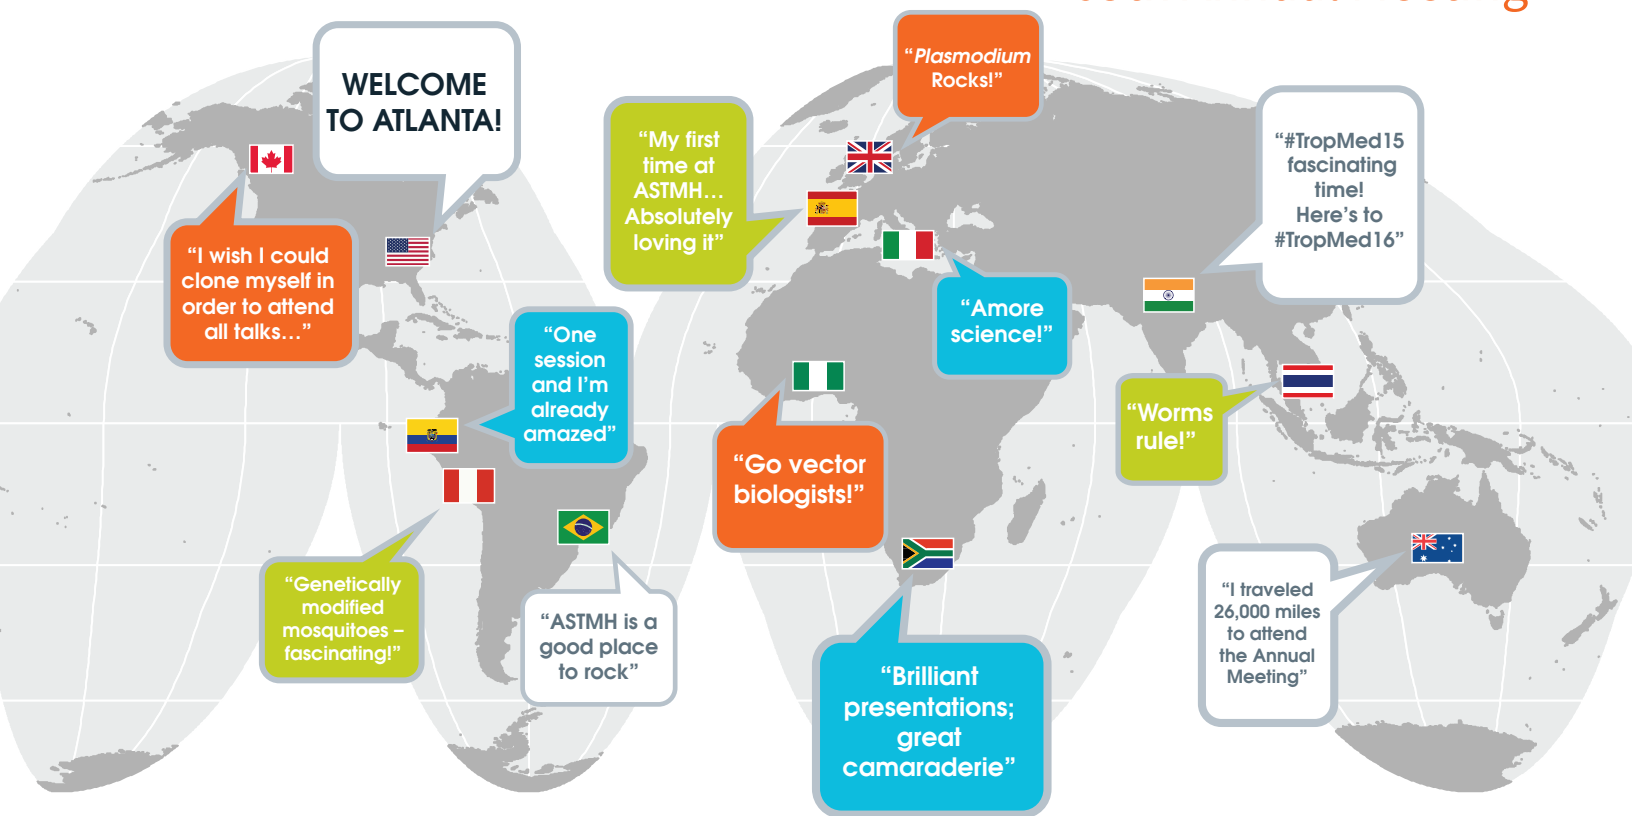 WELCOME
TO ATLANTA!
“Plasmodium
Rocks!”
“My first
time at
ASTMH…
Absolutely
loving it”
“#TropMed15
fascinating
time!
Here’s to
#TropMed16”
“I wish I could
clone myself in
order to attend
all talks…”
“Amore
science!”
“One
session
and I’m
already
amazed”
“Worms
rule!”
“Go vector
biologists!”
“Genetically
modified
mosquitoes –
fascinating!”
“ASTMH is a
good place
to rock”
“I traveled
26,000 miles
to attend
the Annual
Meeting”
“Brilliant
presentations;
great
camaraderie”